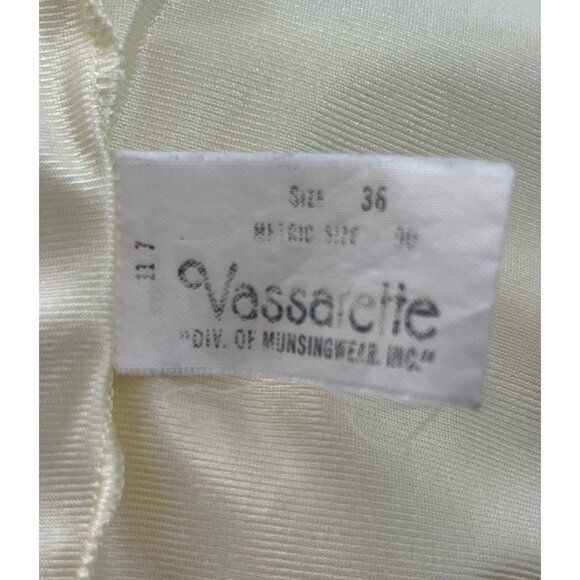 SIZE 36
METRIC SIZE
117
Vassarette
"DIV. OF MUNSINGWEAR, INC."